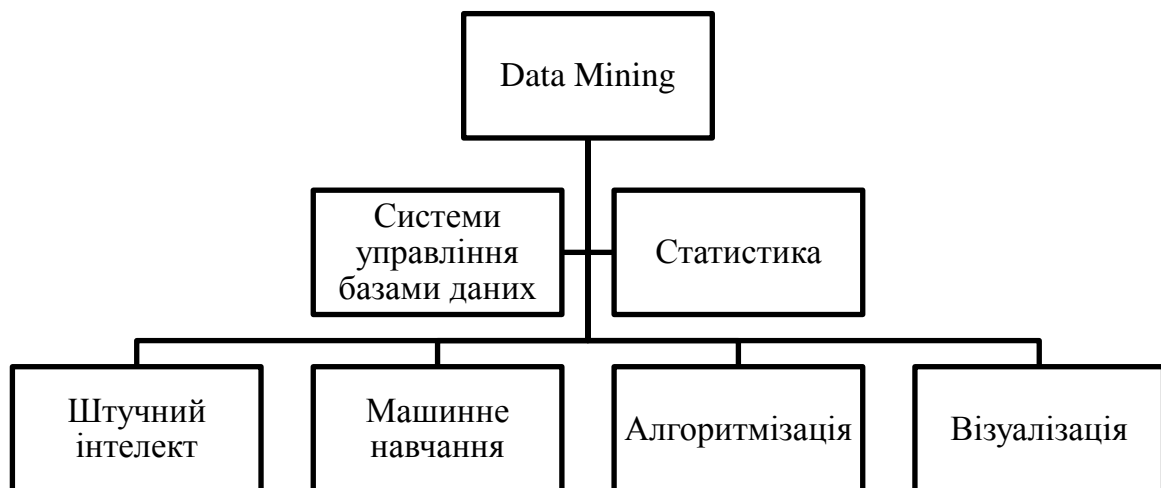 Data Mining
Системи
управління
базами даних
Статистика
Штучний
інтелект
Машинне
навчання
Алгоритмізація
Візуалізація